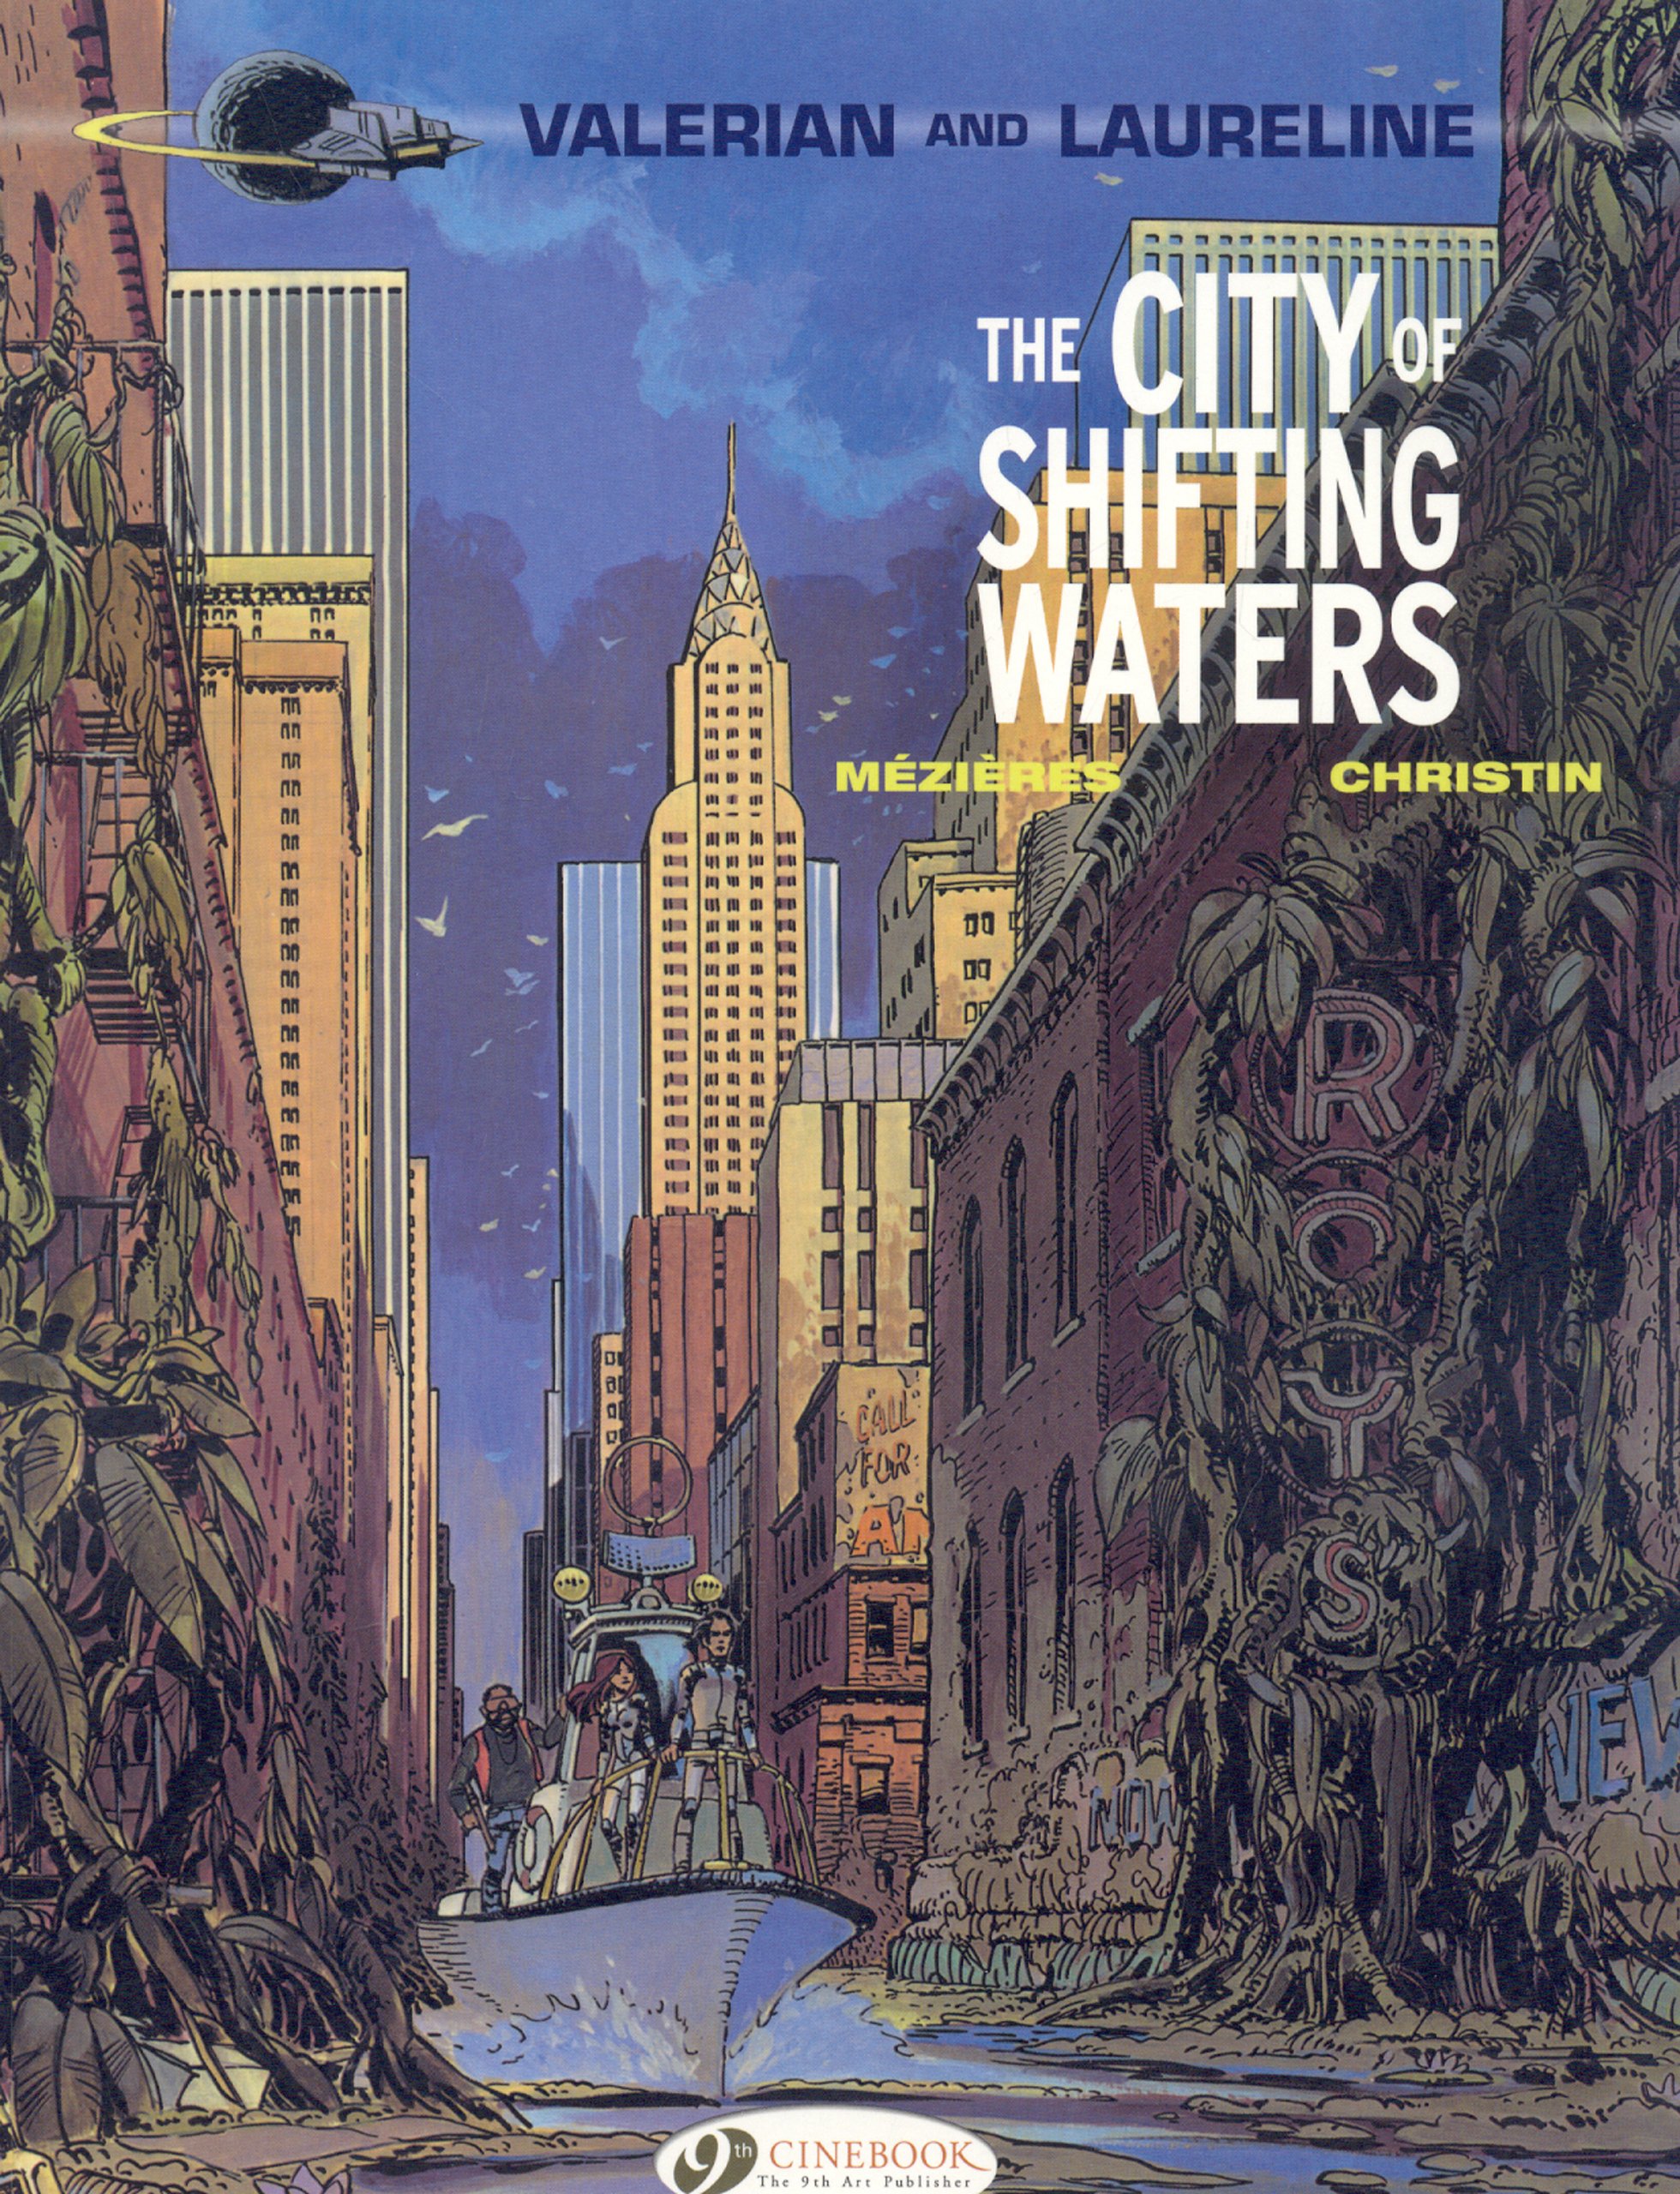 VALERIAN AND LAURELINE
THE CITY OF
SHIFTING
WATERS
MÉZIÈRES CHRISTIN
R
C
Y
S
CALL
FOR
NOW
NEW
9th CINEBOOK
The 9th Art Publisher